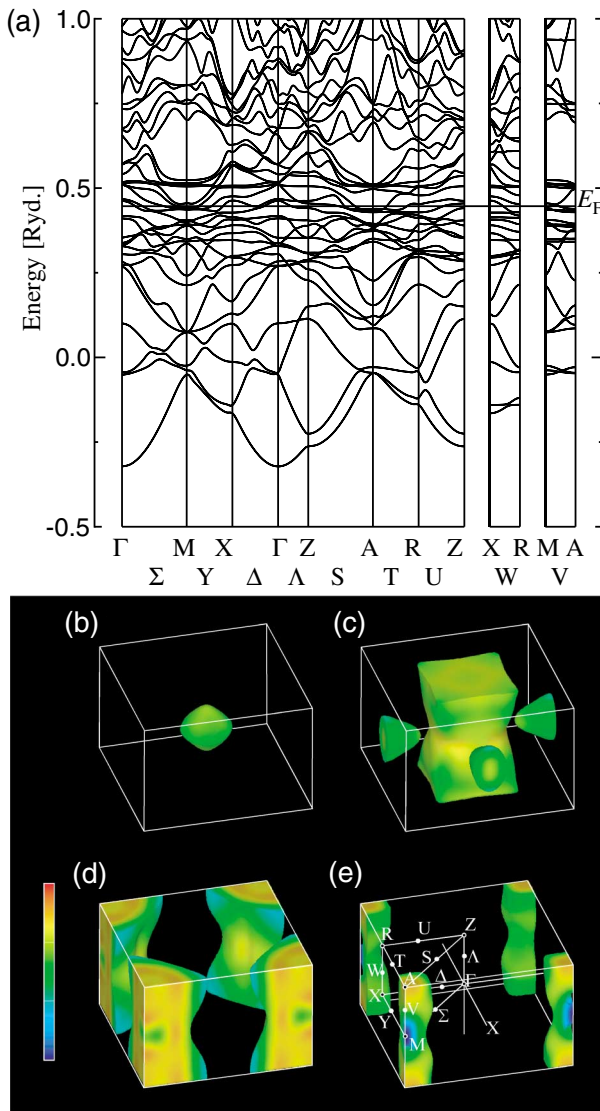 (a)
1.0
0.5
0.0
-0.5
Energy [Ryd.]
E_F
Γ M X Γ Z A R Z X R M A
Σ Y Δ Λ S T U W V
(b)
(c)
(d)
(e)
R U Z
W T S Λ
A Δ Γ
X V Σ
Y X
M